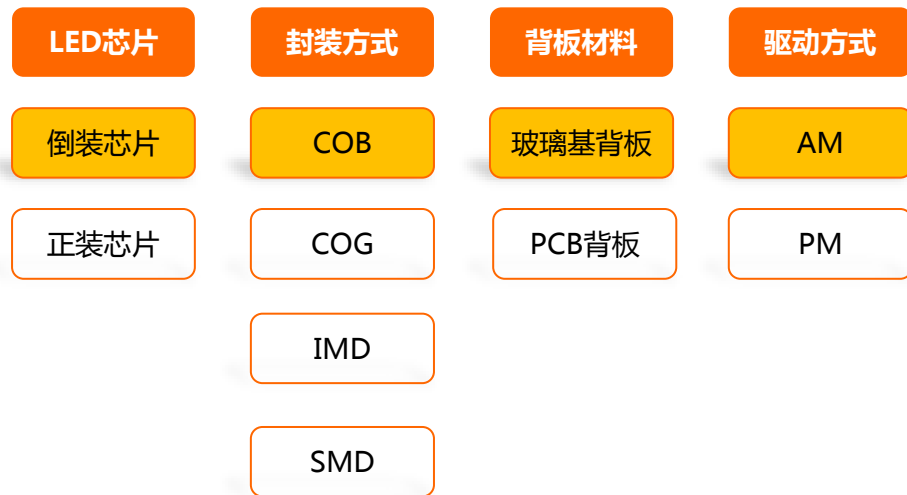 LED芯片
封装方式
背板材料
驱动方式
倒装芯片
COB
玻璃基背板
AM
正装芯片
COG
PCB背板
PM
IMD
SMD